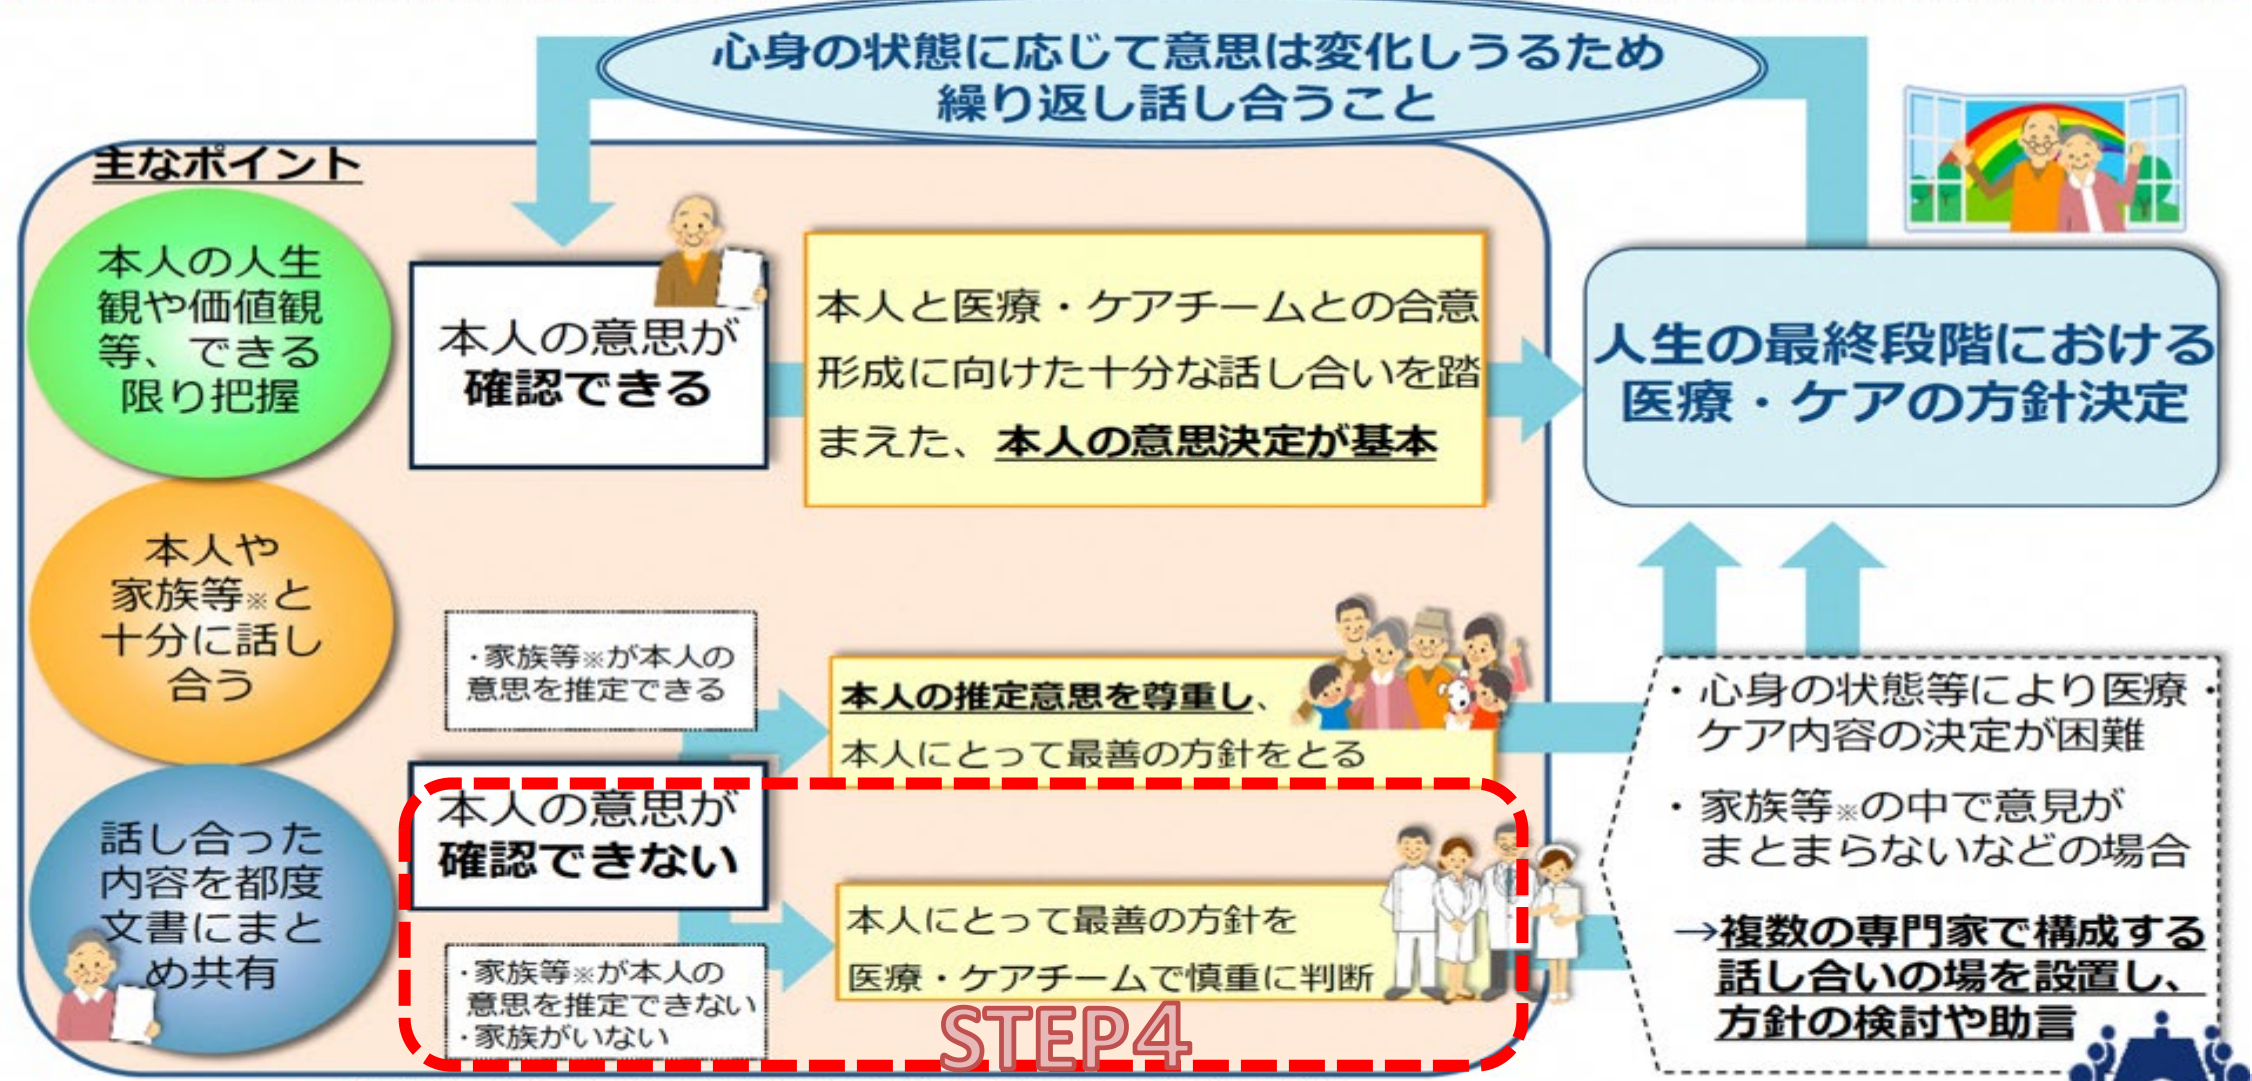 心身の状態に応じて意思は変化しうるため
繰り返し話し合うこと
主なポイント
本人の人生
観や価値観
等、できる
限り把握
本人や
家族等※と
十分に話し
合う
話し合った
内容を都度
文書にまと
め共有
本人の意思が
確認できる
本人と医療・ケアチームとの合意
形成に向けた十分な話し合いを踏
まえた、本人の意思決定が基本
人生の最終段階における
医療・ケアの方針決定
・家族等※が本人の
意思を推定できる
本人の推定意思を尊重し、
本人にとって最善の方針をとる
本人の意思が
確認できない
・家族等※が本人の
意思を推定できない
・家族がいない
本人にとって最善の方針を
医療・ケアチームで慎重に判断
STEP4
・心身の状態等により医療・
ケア内容の決定が困難
・家族等※の中で意見が
まとまらないなどの場合
→複数の専門家で構成する
話し合いの場を設置し、
方針の検討や助言